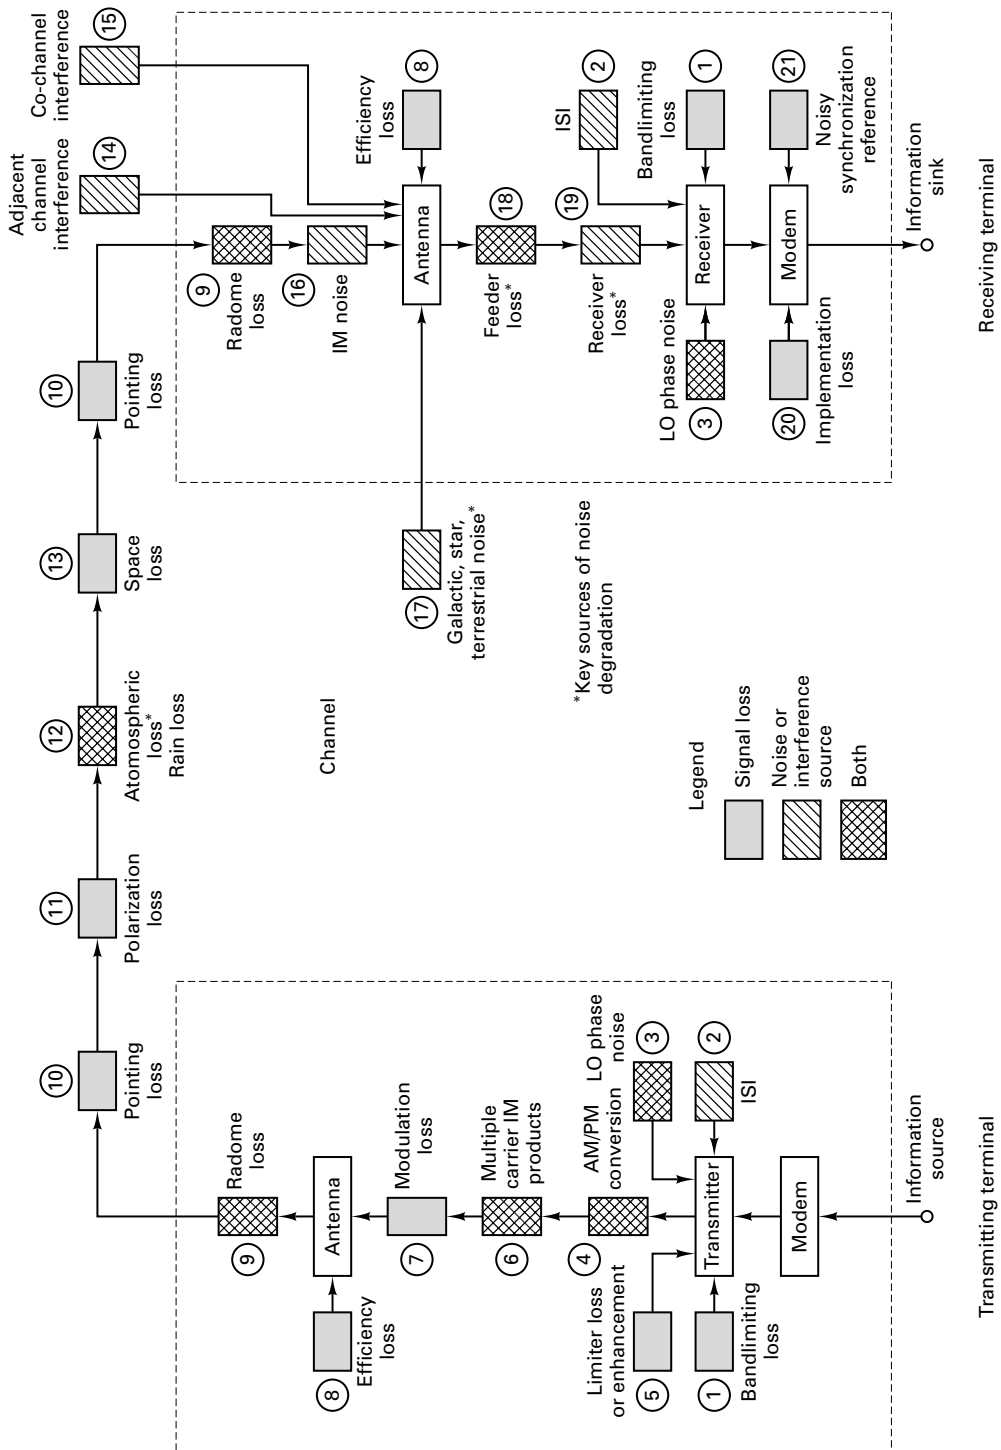 10
Pointing
loss
11
Polarization
loss
12
Atomospheric
loss*
Rain loss
13
Space
loss
10
Pointing
loss
Adjacent
channel
interference
14
Co-channel
interference
15
9
Radome
loss
8
Efficiency
loss
Antenna
7
Modulation
loss
6
Multiple
carrier IM
products
4
AM/PM
conversion
3
LO phase
noise
5
Limiter loss
or enhancement
1
Bandlimiting
loss
Transmitter
2
ISI
Modem
Information
source
Transmitting terminal
Channel
17
Galactic, star,
terrestrial noise*
*Key sources of noise
degradation
Legend
Signal loss
Noise or
interference
source
Both
9
Radome
loss
16
IM noise
Antenna
8
Efficiency
loss
18
Feeder
loss*
19
Receiver
loss*
2
ISI
1
Bandlimiting
loss
LO phase noise
3
Receiver
20
Implementation
loss
Modem
21
Noisy
synchronization
reference
Information
sink
Receiving terminal